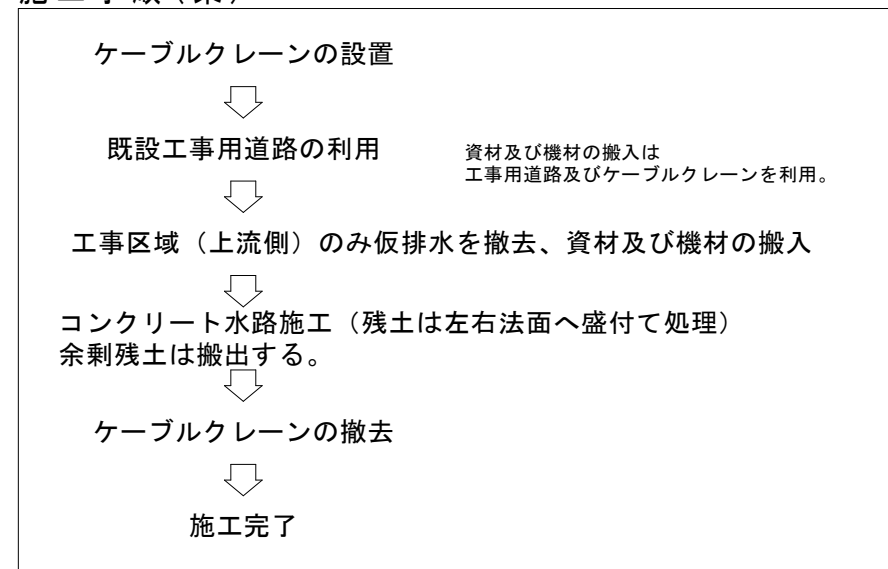 施工手順(案)
ケーブルクレーンの設置
既設工事用道路の利用
資材及び機材の搬入は
工事用道路及びケーブルクレーンを利用。
工事区域（上流側）のみ仮排水を撤去、資材及び機材の搬入
コンクリート水路施工（残土は左右法面へ盛付て処理）
余剰残土は搬出する。
ケーブルクレーンの撤去
施工完了